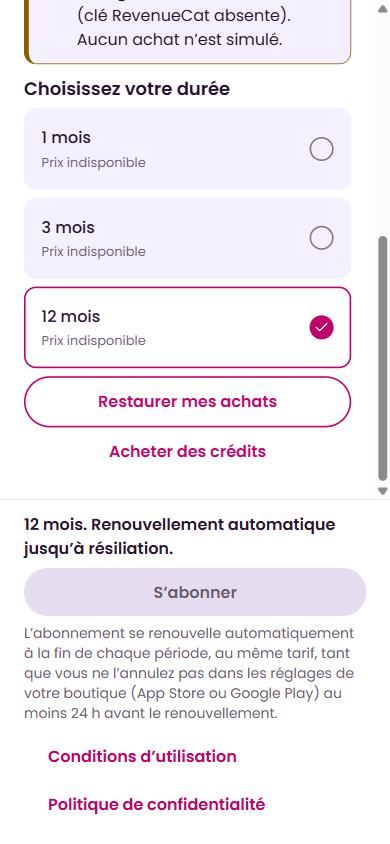 (clé RevenueCat absente).
Aucun achat n’est simulé.
Choisissez votre durée
1 mois
Prix indisponible
3 mois
Prix indisponible
12 mois
Prix indisponible
Restaurer mes achats
Acheter des crédits
12 mois. Renouvellement automatique
jusqu’à résiliation.
S’abonner
L’abonnement se renouvelle automatiquement
à la fin de chaque période, au même tarif, tant
que vous ne l’annulez pas dans les réglages de
votre boutique (App Store ou Google Play) au
moins 24 h avant le renouvellement.
Conditions d’utilisation
Politique de confidentialité